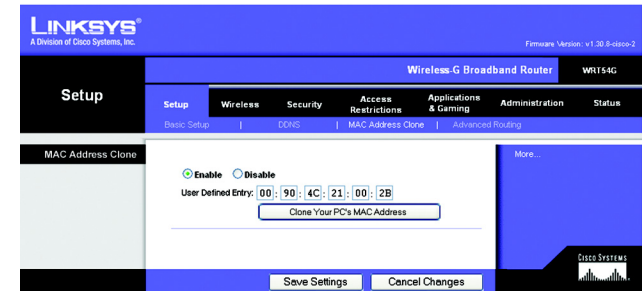 LINKSYS®
A Division of Cisco Systems, Inc.
Firmware Version: v1.30.8-cisco-2
Wireless-G Broadband Router WRT54G
Setup
Setup Wireless Security Access Restrictions Applications & Gaming Administration Status
Basic Setup | DDNS | MAC Address Clone | Advanced Routing
MAC Address Clone
More...
Enable Disable
User Defined Entry: 00 : 90 : 4C : 21 : 00 : 2B
Clone Your PC's MAC Address
CISCO SYSTEMS
Save Settings Cancel Changes